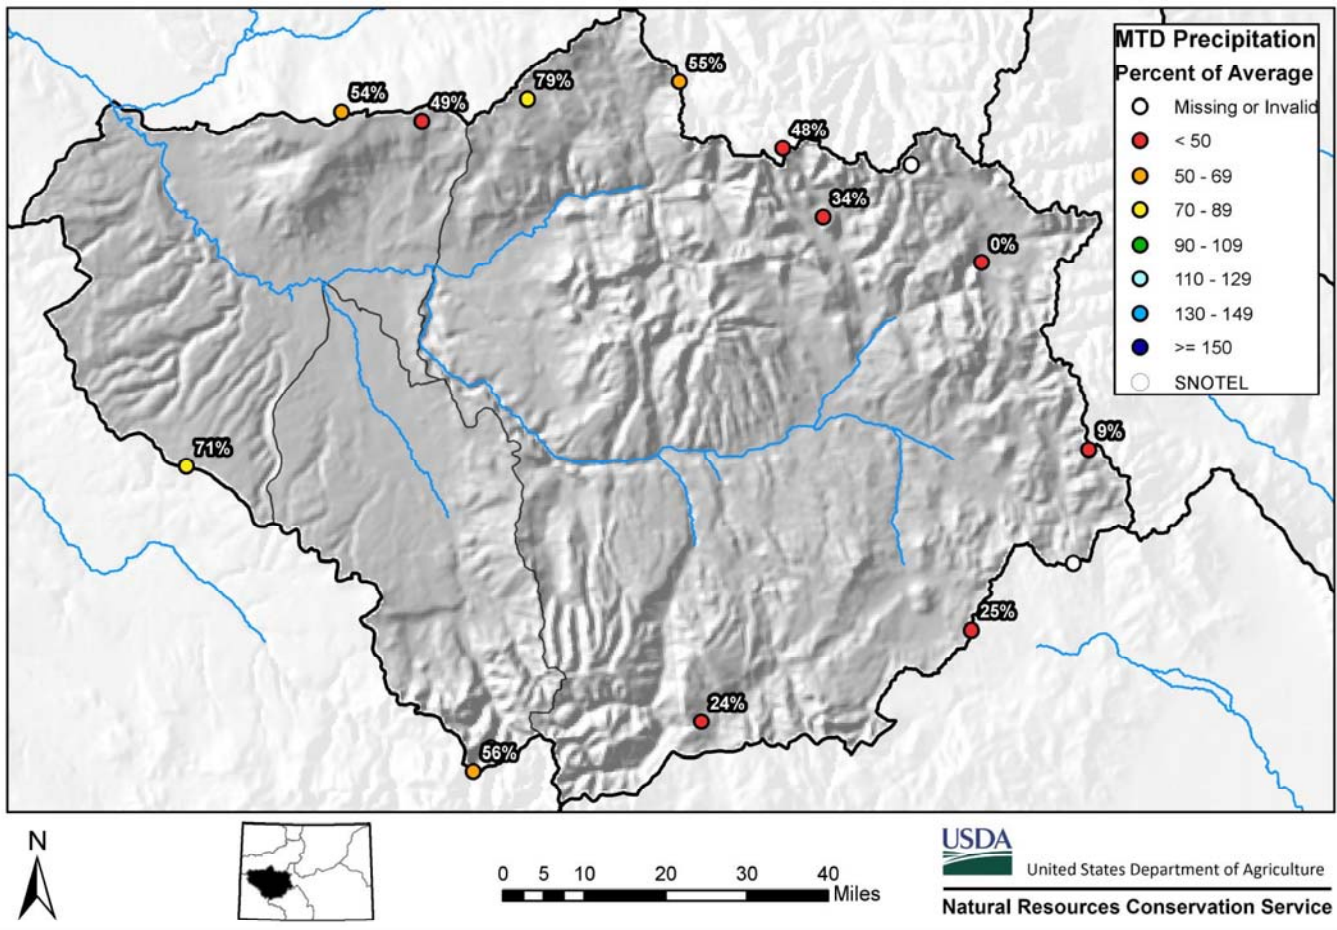 MTD Precipitation
Percent of Average
Missing or Invalid
< 50
50 - 69
70 - 89
90 - 109
110 - 129
130 - 149
>= 150
SNOTEL
55%
79%
54%
49%
48%
34%
0%
9%
71%
25%
24%
56%
N
0 5 10 20 30 40
Miles
USDA
United States Department of Agriculture
Natural Resources Conservation Service